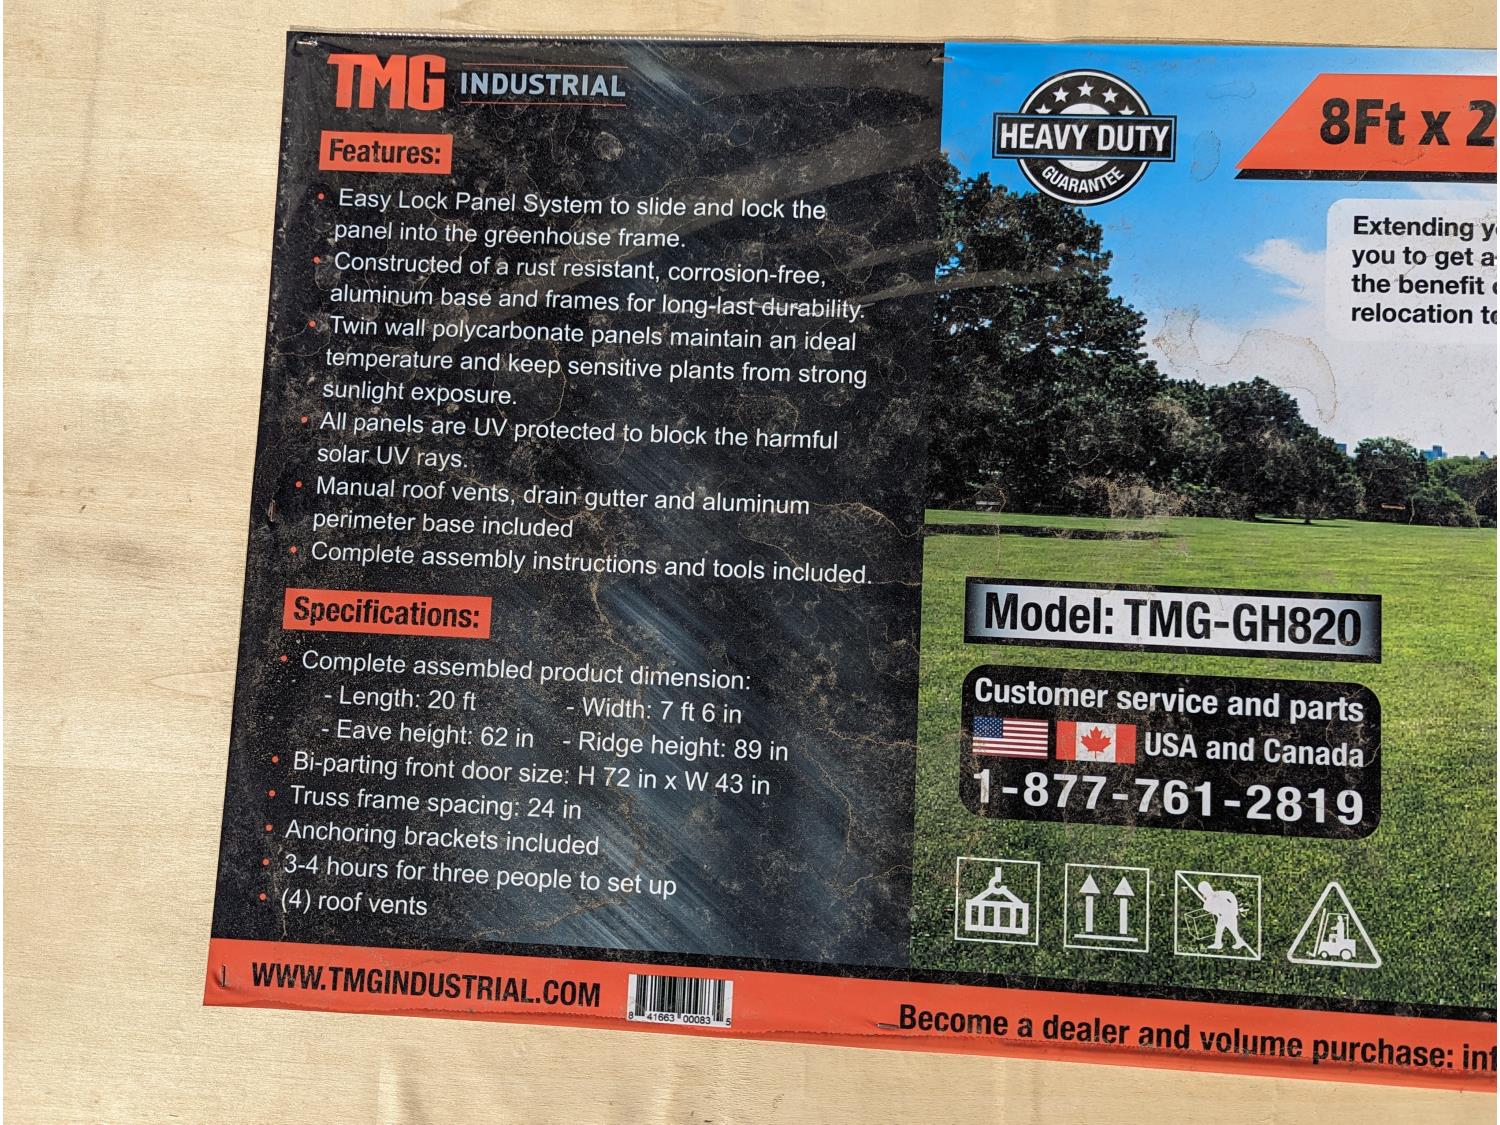 TMG INDUSTRIAL
Features:
• Easy Lock Panel System to slide and lock the
panel into the greenhouse frame.
• Constructed of a rust resistant, corrosion-free,
aluminum base and frames for long-last durability.
• Twin wall polycarbonate panels maintain an ideal
temperature and keep sensitive plants from strong
sunlight exposure.
• All panels are UV protected to block the harmful
solar UV rays.
• Manual roof vents, drain gutter and aluminum
perimeter base included
• Complete assembly instructions and tools included.
Specifications:
• Complete assembled product dimension:
- Length: 20 ft - Width: 7 ft 6 in
- Eave height: 62 in - Ridge height: 89 in
• Bi-parting front door size: H 72 in x W 43 in
• Truss frame spacing: 24 in
• Anchoring brackets included
• 3-4 hours for three people to set up
• (4) roof vents
WWW.TMGINDUSTRIAL.COM
8 41663 00083 5
HEAVY DUTY
GUARANTEE
8Ft x 2
Extending
you to get a
the benefit
relocation
Model: TMG-GH820
Customer service and parts
USA and Canada
1-877-761-2819
Become a dealer and volume purchase: